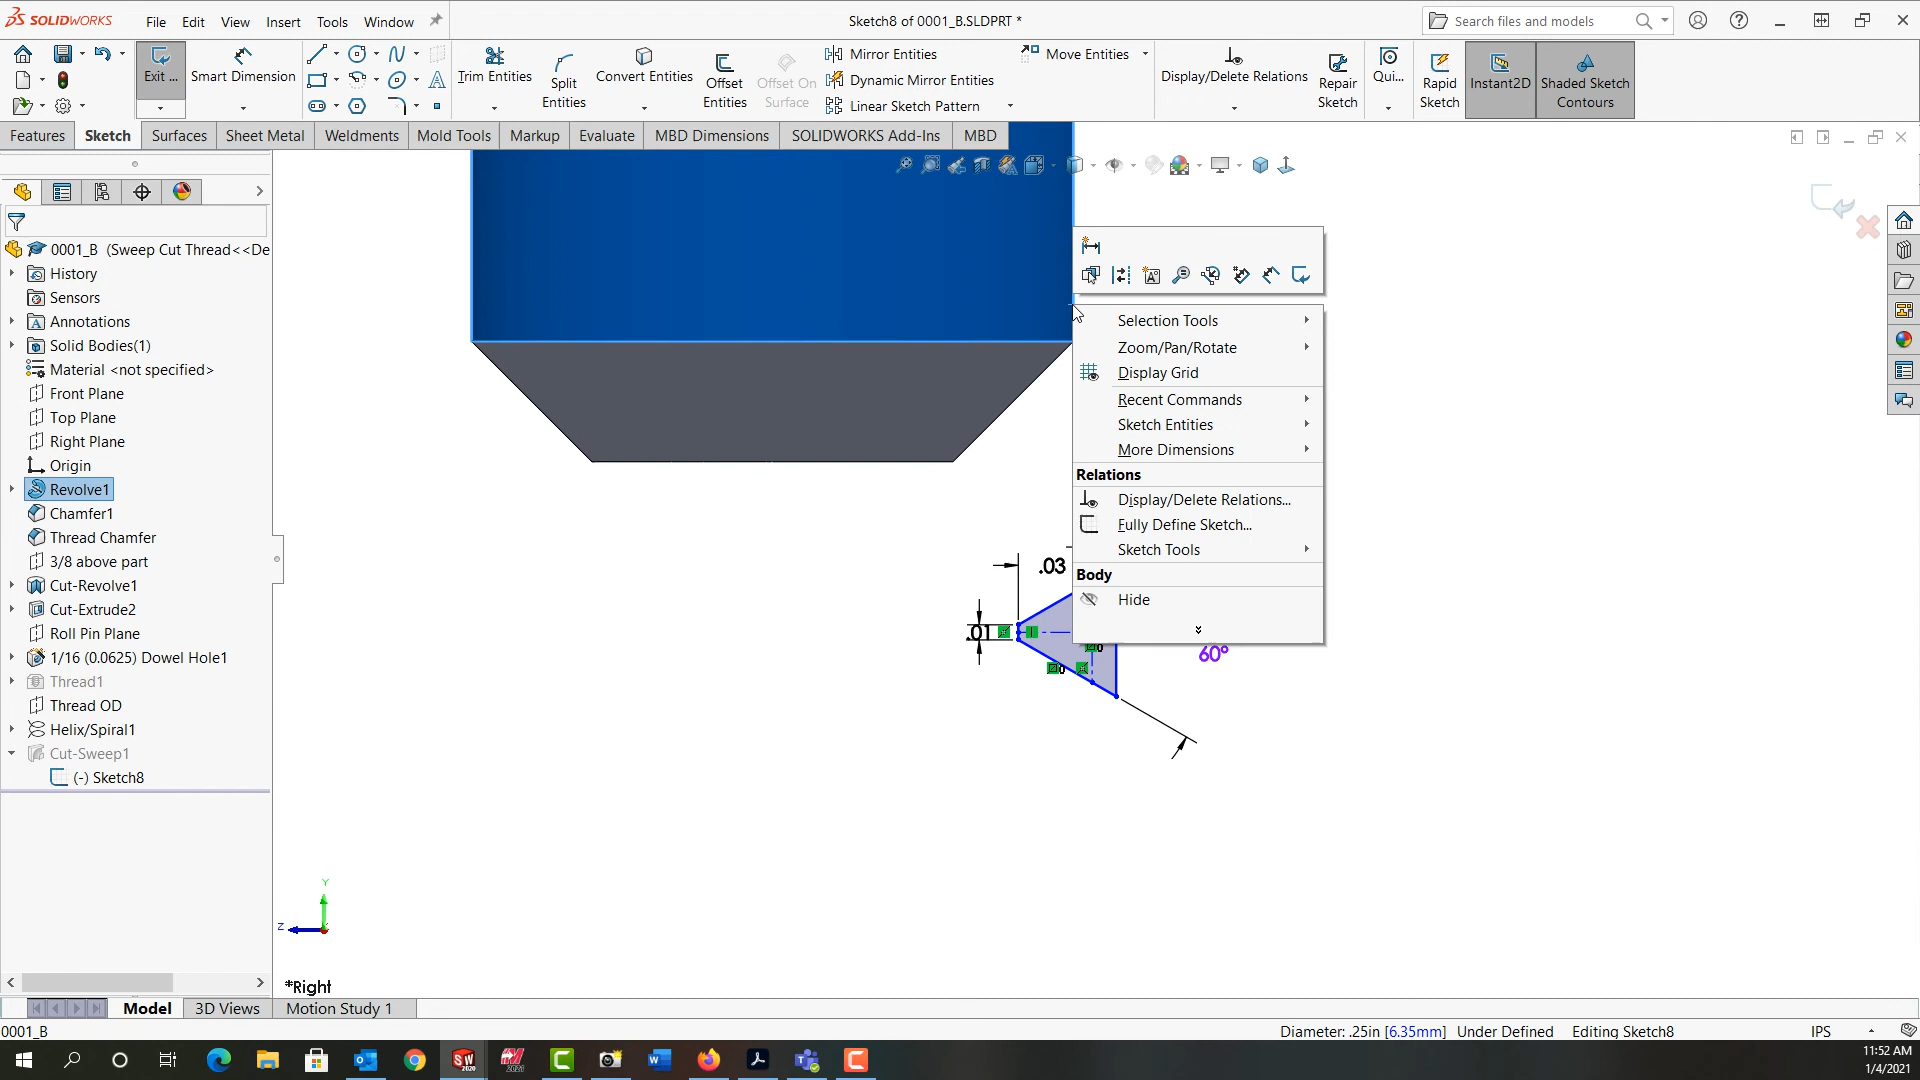 SOLIDWORKS File Edit View Insert Tools Window Sketch8 of 0001_B.SLDPRT * Search files and models
Exit ... Smart Dimension Trim Entities Split Entities Convert Entities Offset Entities Offset On Surface Mirror Entities Dynamic Mirror Entities Linear Sketch Pattern Move Entities Display/Delete Relations Repair Sketch Qui... Rapid Sketch Instant2D Shaded Sketch Contours
Features Sketch Surfaces Sheet Metal Weldments Mold Tools Markup Evaluate MBD Dimensions SOLIDWORKS Add-Ins MBD
0001_B (Sweep Cut Thread<<De
History
Sensors
Annotations
Solid Bodies(1)
Material <not specified>
Front Plane
Top Plane
Right Plane
Origin
Revolve1
Chamfer1
Thread Chamfer
3/8 above part
Cut-Revolve1
Cut-Extrude2
Roll Pin Plane
1/16 (0.0625) Dowel Hole1
Thread1
Thread OD
Helix/Spiral1
Cut-Sweep1
(-) Sketch8
Selection Tools
Zoom/Pan/Rotate
Display Grid
Recent Commands
Sketch Entities
More Dimensions
Relations
Display/Delete Relations...
Fully Define Sketch...
Sketch Tools
Body
Hide
.03
.01
60°
Y
Z
*Right
Model 3D Views Motion Study 1
0001_B Diameter: .25in [6.35mm] Under Defined Editing Sketch8 IPS
11:52 AM
1/4/2021